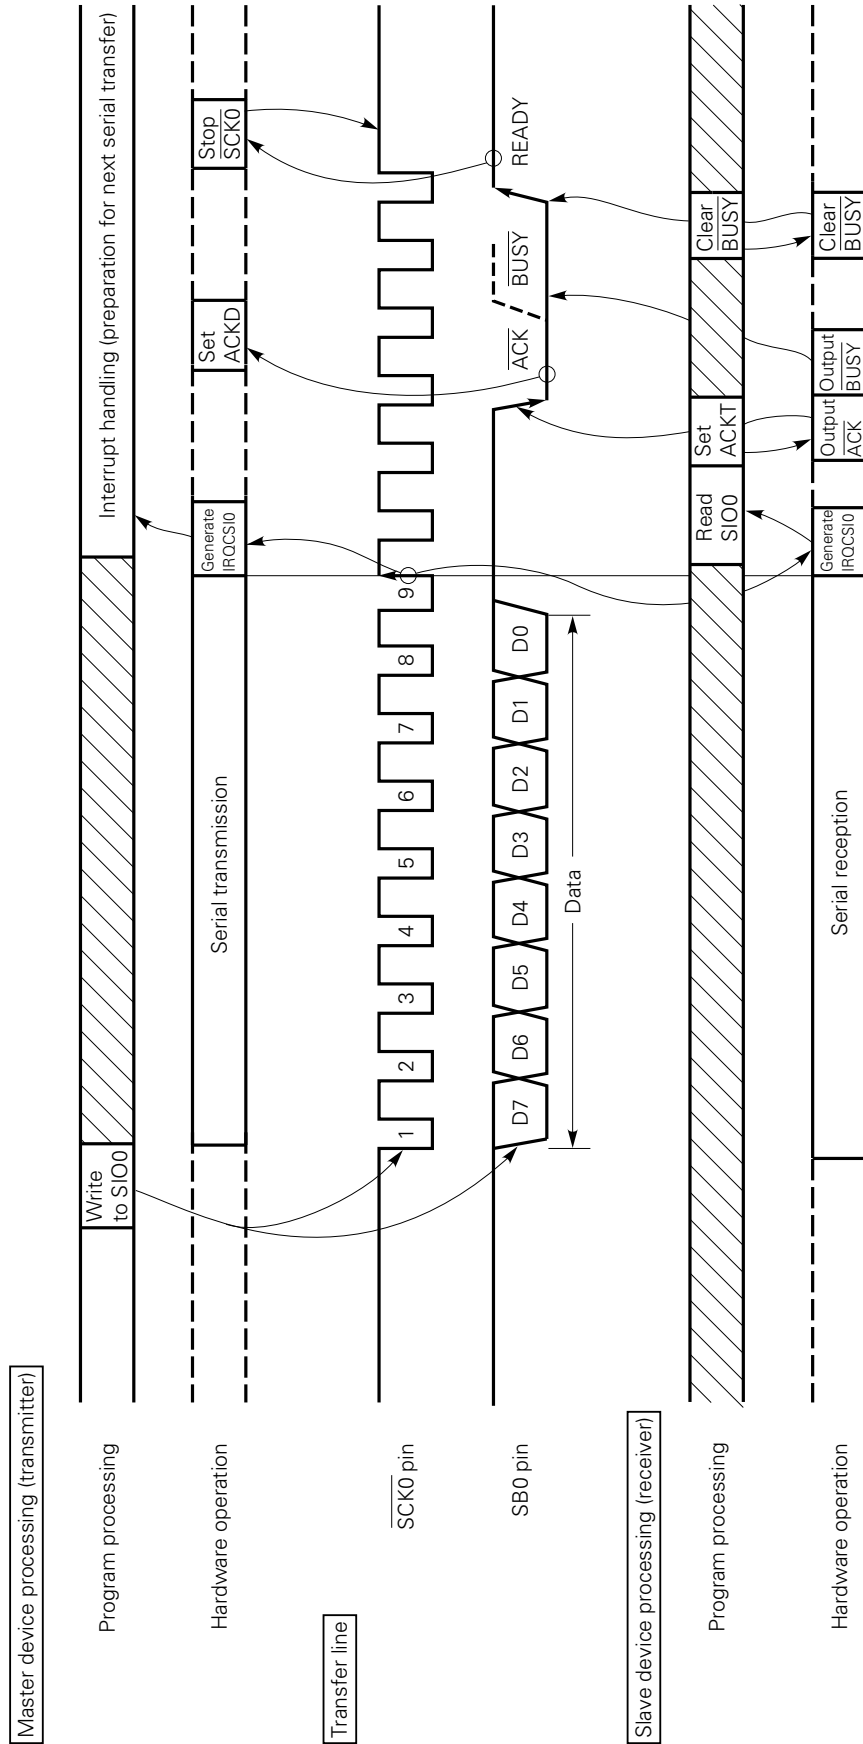 Master device processing (transmitter)
Program processing
Write
to SIO0
Interrupt handling (preparation for next serial transfer)
Hardware operation
Serial transmission
Generate
IRQCSI0
Set
ACKD
Stop
SCK0
Transfer line
SCK0 pin
1
2
3
4
5
6
7
8
9
SB0 pin
D7
D6
D5
D4
D3
D2
D1
D0
ACK
BUSY
READY
Data
Slave device processing (receiver)
Program processing
Read
SIO0
Set
ACKT
Clear
BUSY
Hardware operation
Serial reception
Generate
IRQCSI0
Output
ACK
Output
BUSY
Clear
BUSY